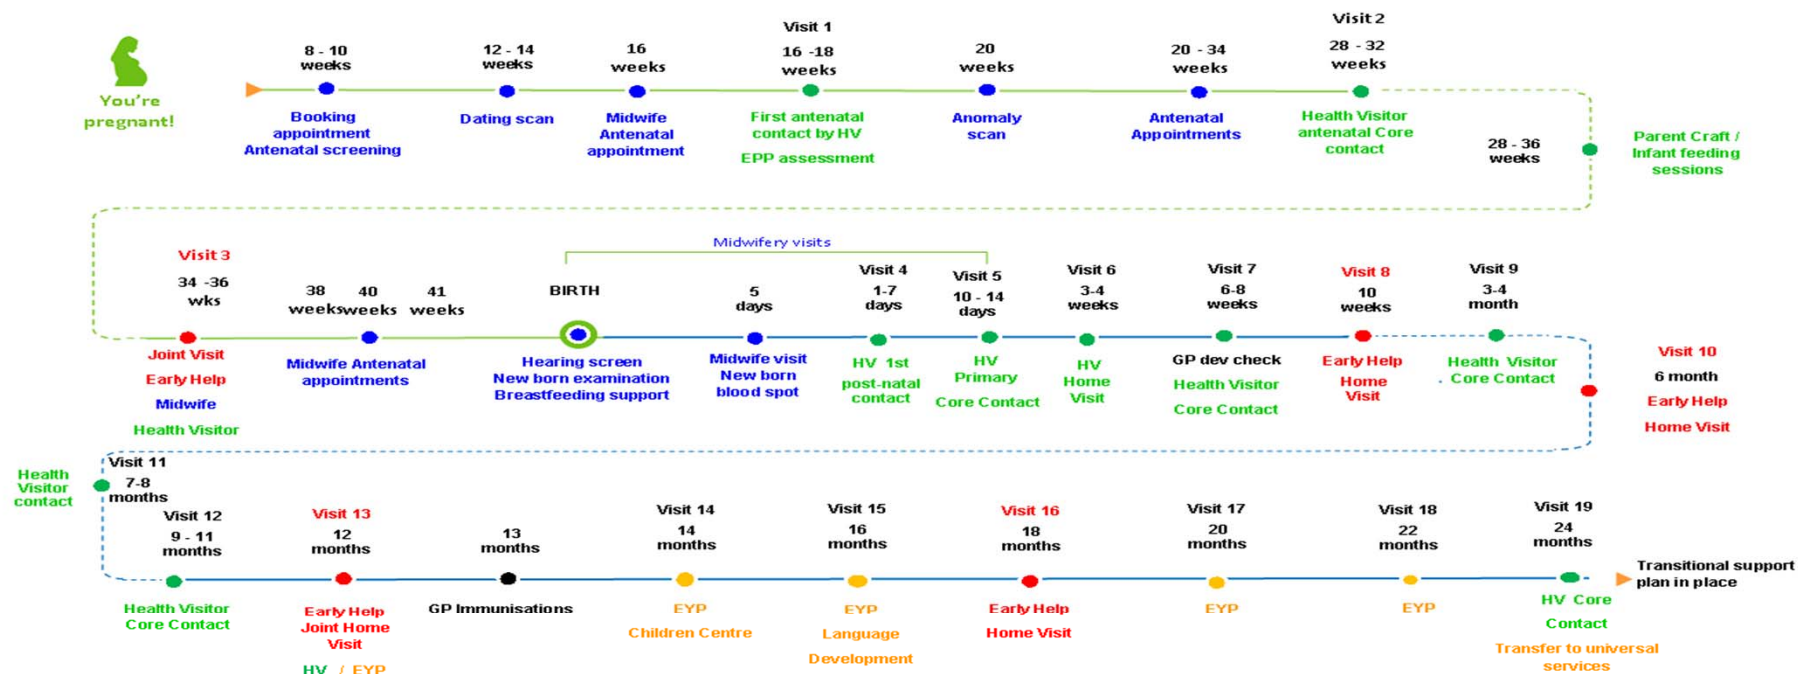 You're
pregnant!
8 - 10
weeks
Booking
appointment
Antenatal screening
12 - 14
weeks
Dating scan
16
weeks
Midwife
Antenatal
appointment
Visit 1
16 -18
weeks
First antenatal
contact by HV
EPP assessment
20
weeks
Anomaly
scan
20 - 34
weeks
Antenatal
Appointments
Visit 2
28 - 32
weeks
Health Visitor
antenatal Core
contact
28 - 36
weeks
Parent Craft /
Infant feeding
sessions
Visit 3
34 -36
wks
Joint Visit
Early Help
Midwife
Health Visitor
38
weeks
40
weeks
41
weeks
Midwife Antenatal
appointments
Midwifery visits
BIRTH
Hearing screen
New born examination
Breastfeeding support
5
days
Midwife visit
New born
blood spot
Visit 4
1-7
days
HV 1st
post-natal
contact
Visit 5
10 - 14
days
HV
Primary
Core Contact
Visit 6
3-4
weeks
HV
Home
Visit
Visit 7
6-8
weeks
GP dev check
Health Visitor
Core Contact
Visit 8
10
weeks
Early Help
Home
Visit
Visit 9
3-4
month
Health Visitor
Core Contact
Visit 10
6 month
Early Help
Home Visit
Health
Visitor
contact
Visit 11
7-8
months
Visit 12
9 - 11
months
Health Visitor
Core Contact
Visit 13
12
months
Early Help
Joint Home
Visit
HV / EYP
13
months
GP Immunisations
Visit 14
14
months
EYP
Children Centre
Visit 15
16
months
EYP
Language
Development
Visit 16
18
months
Early Help
Home Visit
Visit 17
20
months
EYP
Visit 18
22
months
EYP
Visit 19
24
months
HV Core
Contact
Transfer to universal
services
Transitional support
plan in place